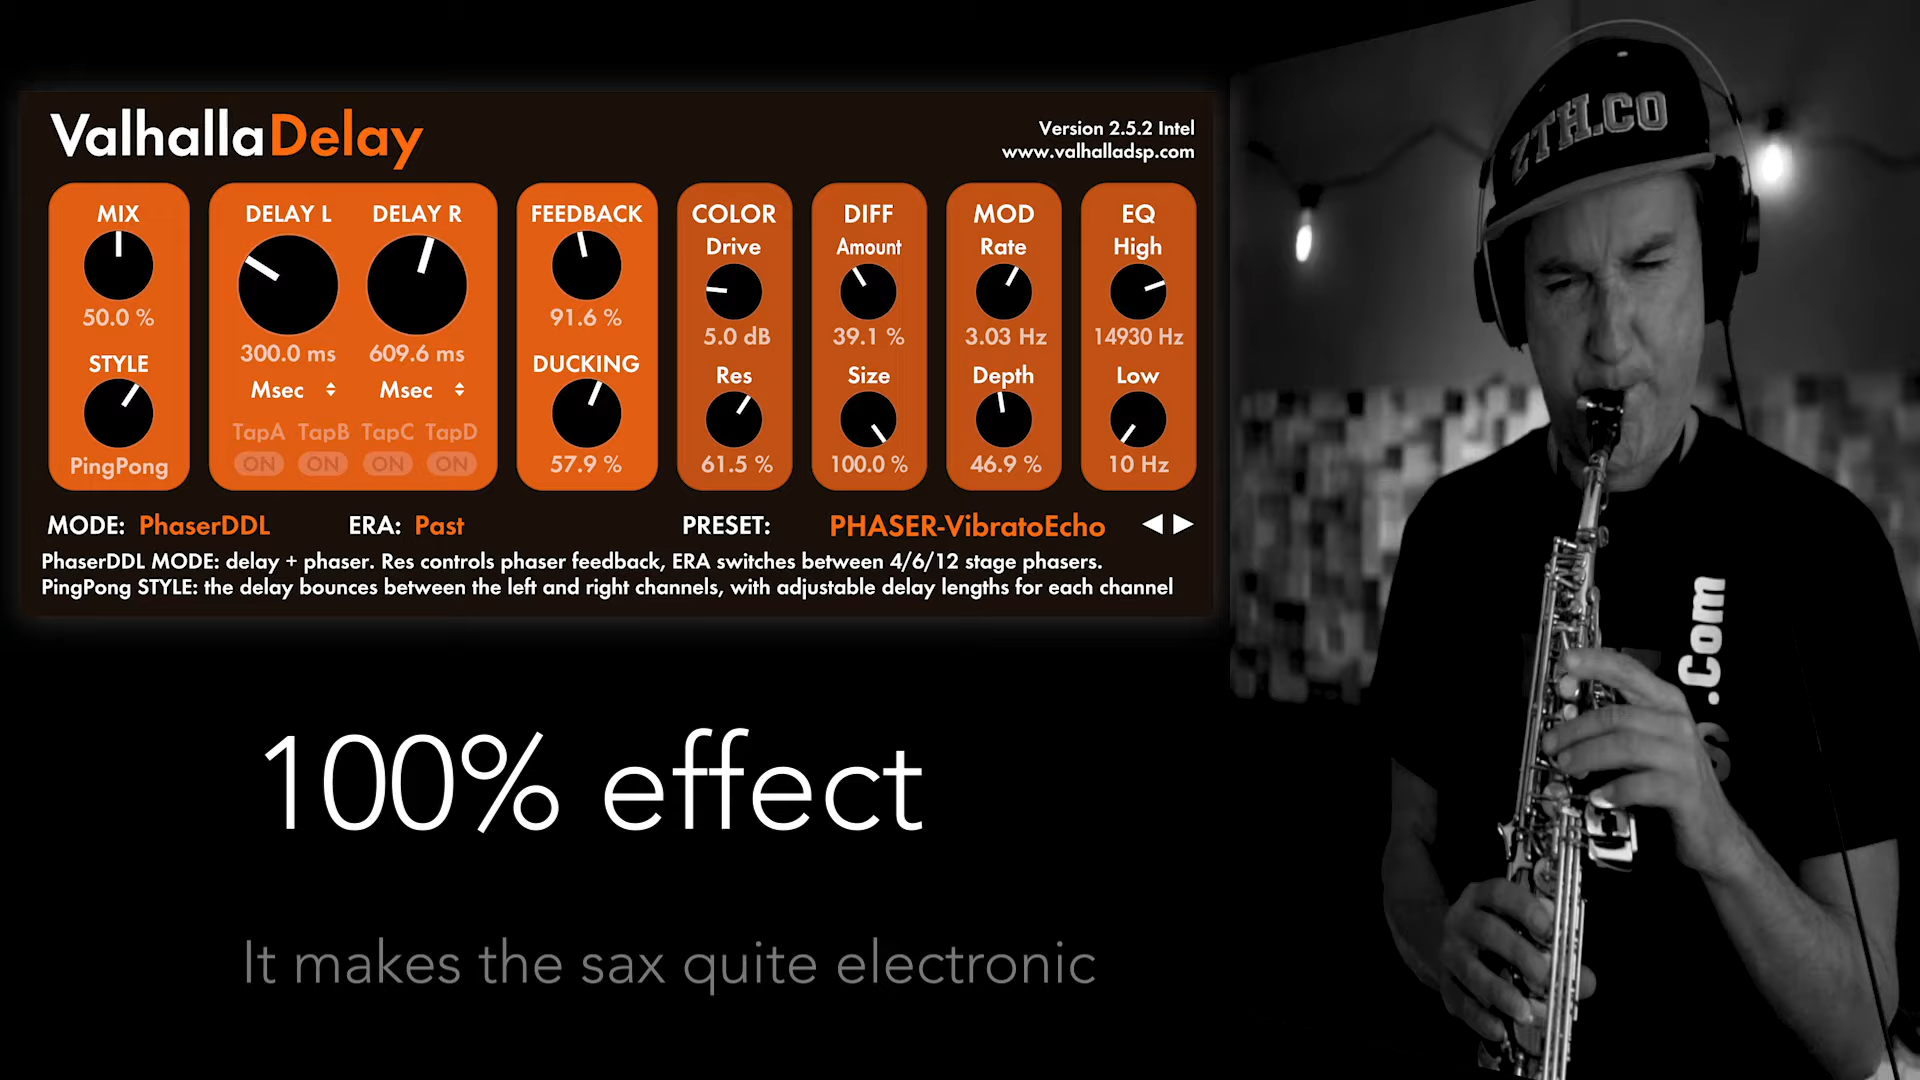 ValhallaDelay
Version 2.5.2 Intel
www.valhalladsp.com
MIX
50.0 %
STYLE
PingPong
DELAY L DELAY R
300.0 ms 609.6 ms
Msec Msec
TapA TapB TapC TapD
ON ON ON ON
FEEDBACK
91.6 %
DUCKING
57.9 %
COLOR
Drive
5.0 dB
Res
61.5 %
DIFF
Amount
39.1 %
Size
100.0 %
MOD
Rate
3.03 Hz
Depth
46.9 %
EQ
High
14930 Hz
Low
10 Hz
MODE: PhaserDDL ERA: Past PRESET: PHASER-VibratoEcho
PhaserDDL MODE: delay + phaser. Res controls phaser feedback, ERA switches between 4/6/12 stage phasers.
PingPong STYLE: the delay bounces between the left and right channels, with adjustable delay lengths for each channel
100% effect
It makes the sax quite electronic
ZTH.CO
.Com